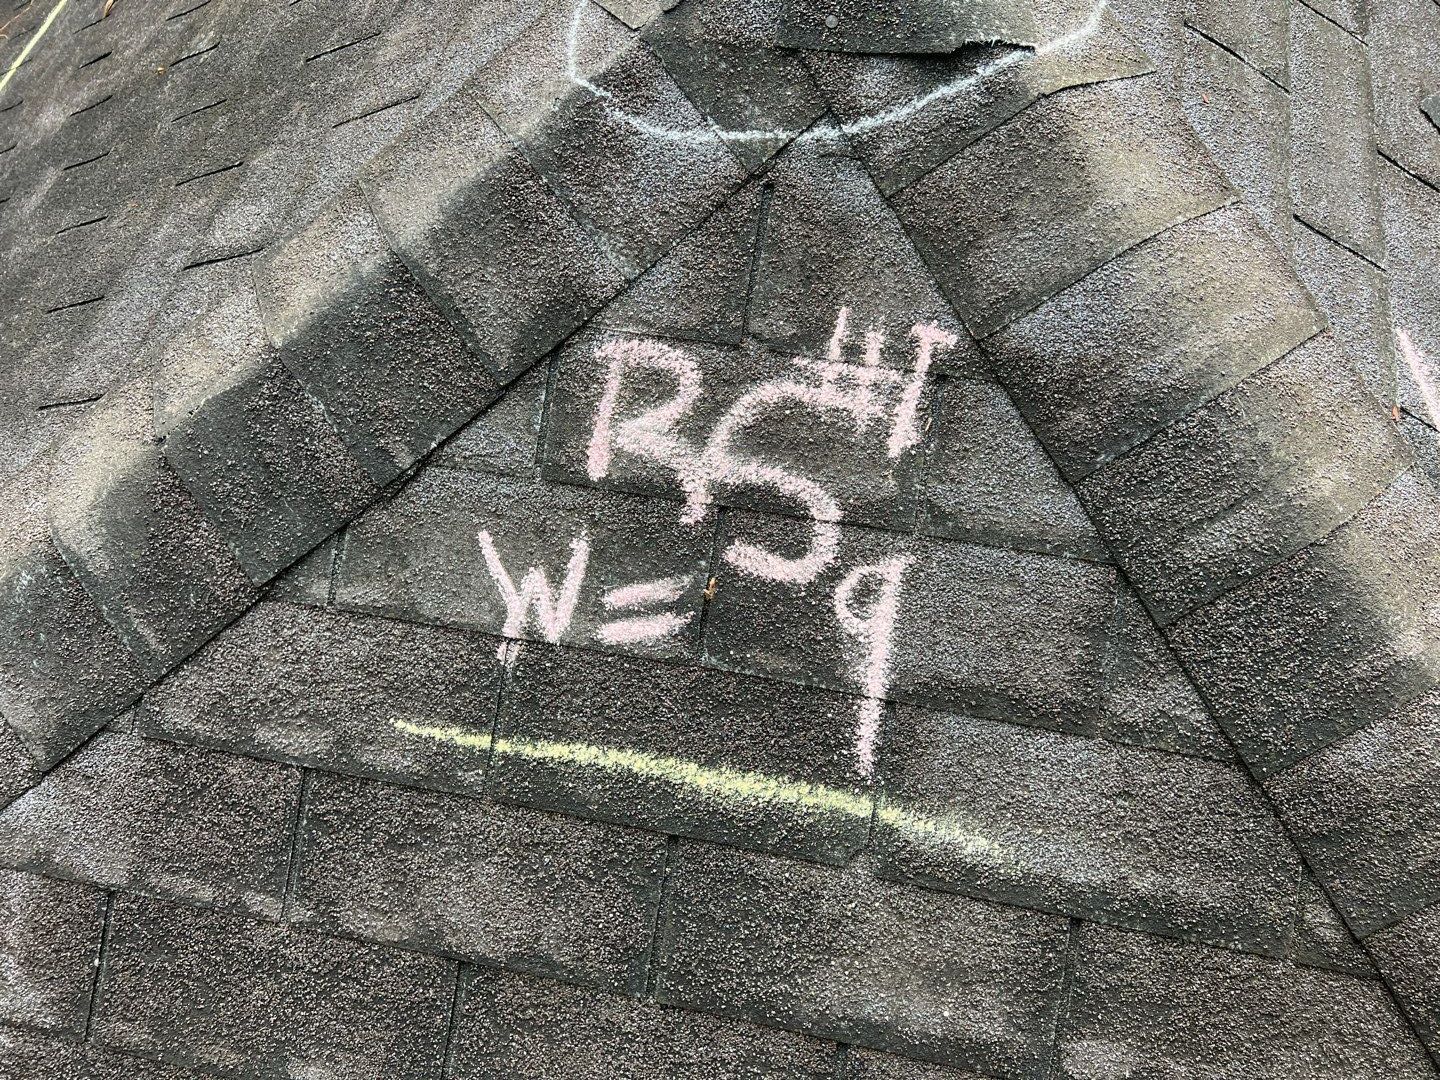 RS #1
W = 9